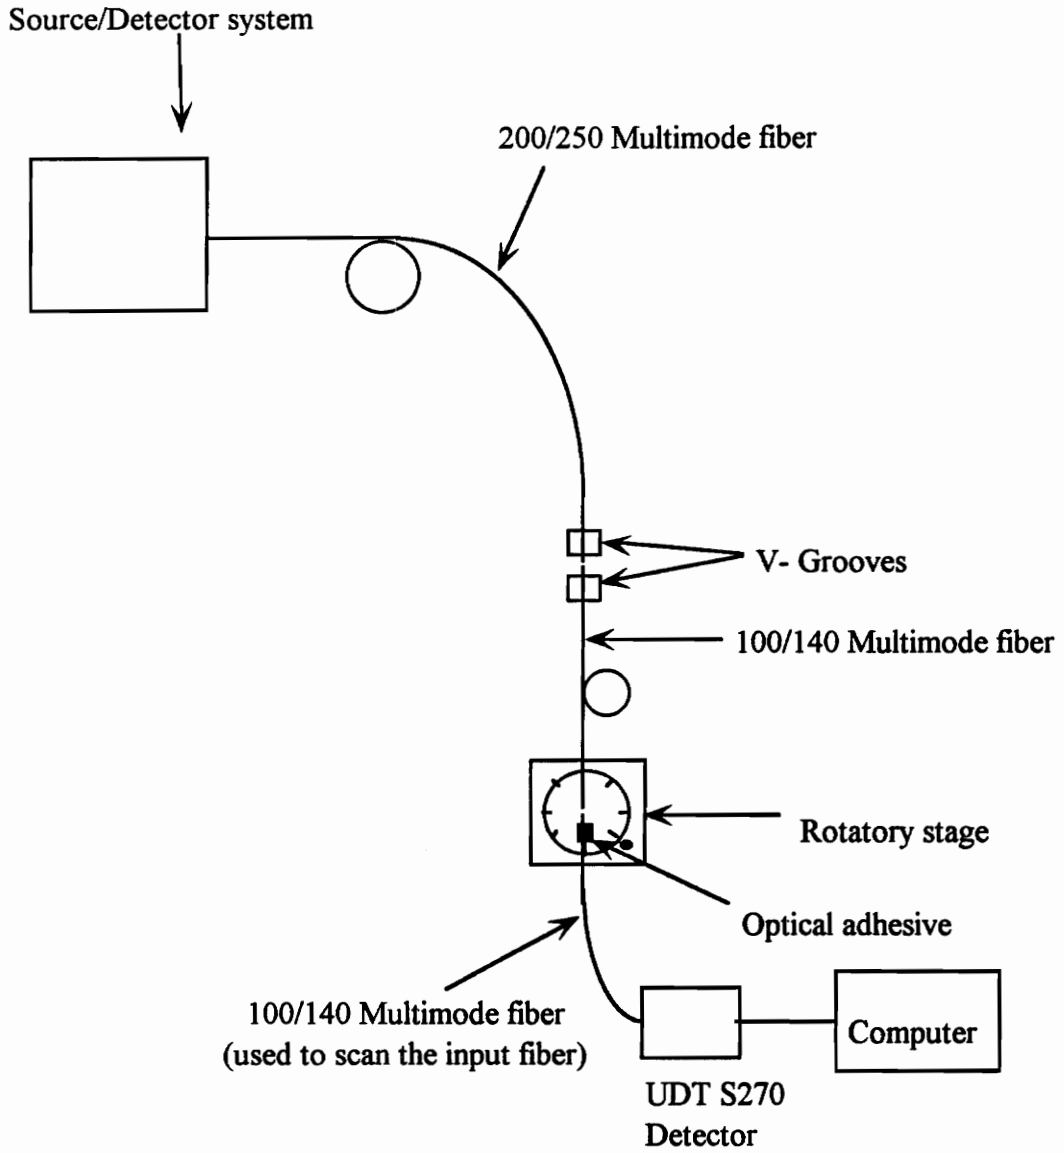 Source/Detector system
200/250 Multimode fiber
V- Grooves
100/140 Multimode fiber
Rotatory stage
Optical adhesive
100/140 Multimode fiber
(used to scan the input fiber)
Computer
UDT S270
Detector